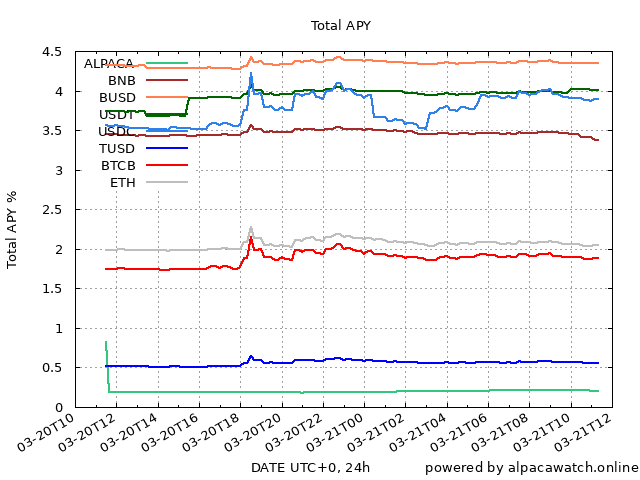 Total APY
Total APY %
4.5
4
3.5
3
2.5
2
1.5
1
0.5
0
ALPACA
BNB
BUSD
USDT
USDC
TUSD
BTCB
ETH
03-20T10
03-20T12
03-20T14
03-20T16
03-20T18
03-20T20
03-20T22
03-21T00
03-21T02
03-21T04
03-21T06
03-21T08
03-21T10
03-21T12
DATE UTC+0, 24h
powered by alpacawatch.online